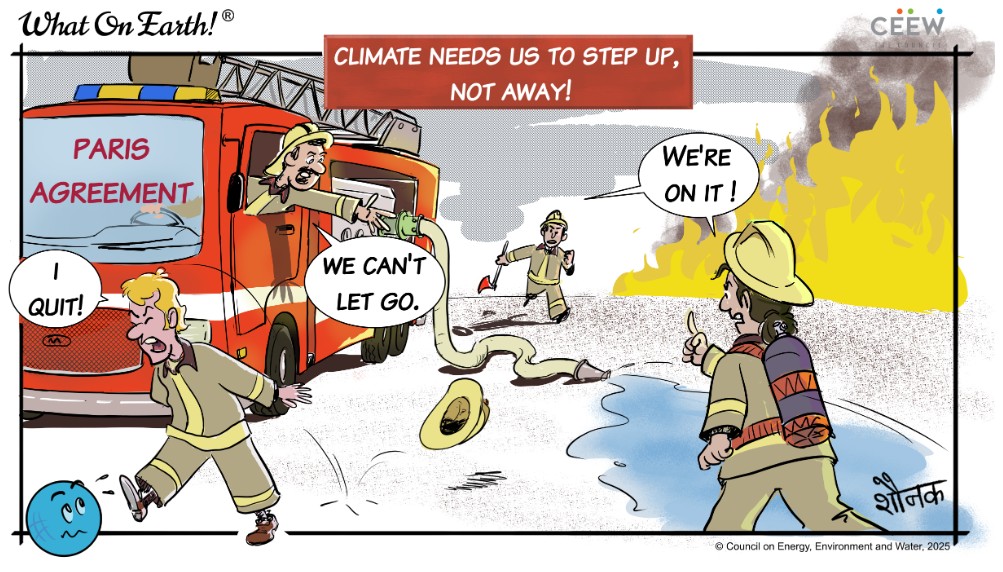 What On Earth!®
CEEW
CLIMATE NEEDS US TO STEP UP,
NOT AWAY!
PARIS
AGREEMENT
WE'RE
ON IT !
I
QUIT!
WE CAN'T
LET GO.
शौनक
© Council on Energy, Environment and Water, 2025